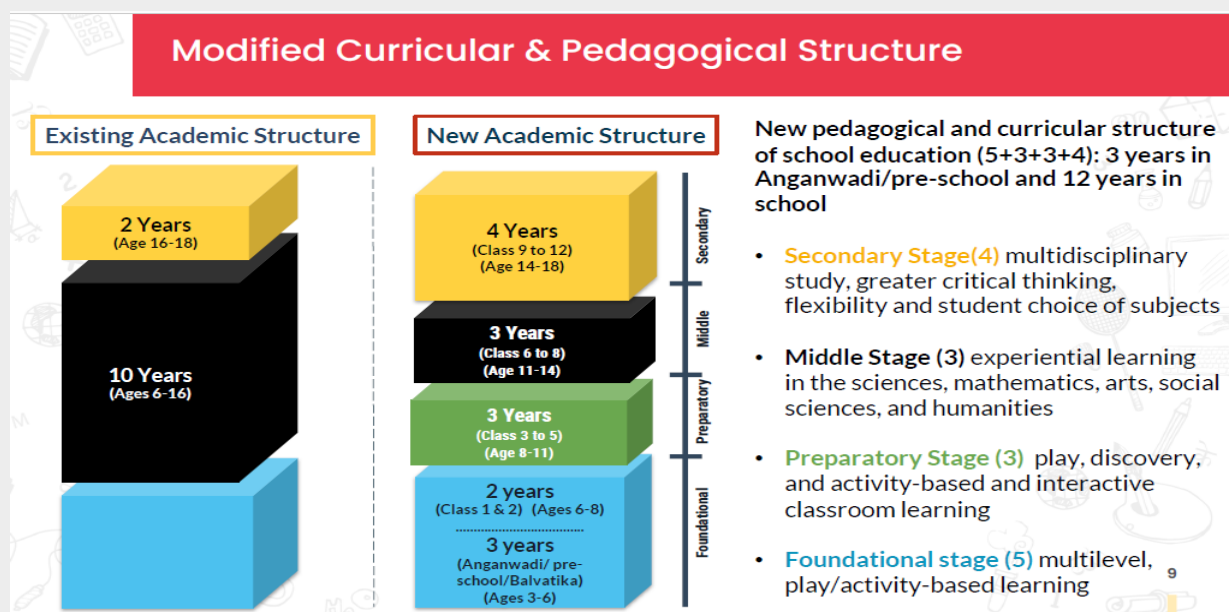 Modified Curricular & Pedagogical Structure
Existing Academic Structure
2 Years
(Age 16-18)
10 Years
(Ages 6-16)
New Academic Structure
4 Years
(Class 9 to 12)
(Age 14-18)
Secondary
3 Years
(Class 6 to 8)
(Age 11-14)
Middle
3 Years
(Class 3 to 5)
(Age 8-11)
Preparatory
2 years
(Class 1 & 2) (Ages 6-8)
3 years
(Anganwadi/ pre-
school/Balvatika)
(Ages 3-6)
Foundational
New pedagogical and curricular structure
of school education (5+3+3+4): 3 years in
Anganwadi/pre-school and 12 years in
school
• Secondary Stage(4) multidisciplinary
study, greater critical thinking,
flexibility and student choice of subjects
• Middle Stage (3) experiential learning
in the sciences, mathematics, arts, social
sciences, and humanities
• Preparatory Stage (3) play, discovery,
and activity-based and interactive
classroom learning
• Foundational stage (5) multilevel,
play/activity-based learning
9